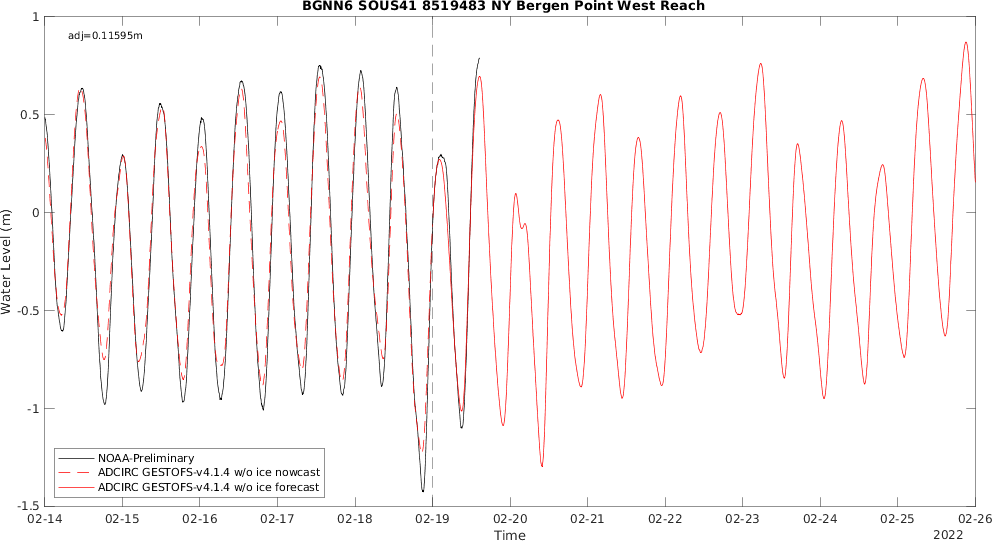 BGNN6 SOUS41 8519483 NY Bergen Point West Reach
adj=0.11595m
1
0.5
0
-0.5
-1
-1.5
Water Level (m)
NOAA-Preliminary
ADCIRC GESTOFS-v4.1.4 w/o ice nowcast
ADCIRC GESTOFS-v4.1.4 w/o ice forecast
02-14 02-15 02-16 02-17 02-18 02-19 02-20 02-21 02-22 02-23 02-24 02-25 02-26
Time
2022